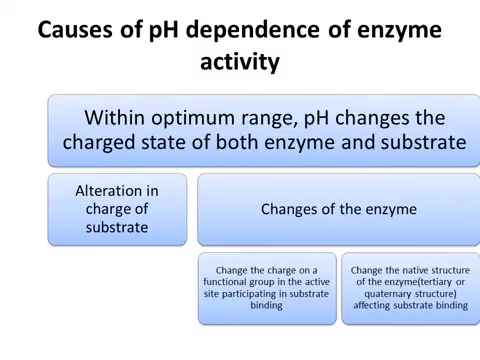 Causes of pH dependence of enzyme
activity
Within optimum range, pH changes the
charged state of both enzyme and substrate
Alteration in
charge of
substrate
Changes of the enzyme
Change the charge on a
functional group in the active
site participating in substrate
binding
Change the native structure
of the enzyme(tertiary or
quaternary structure)
affecting substrate binding